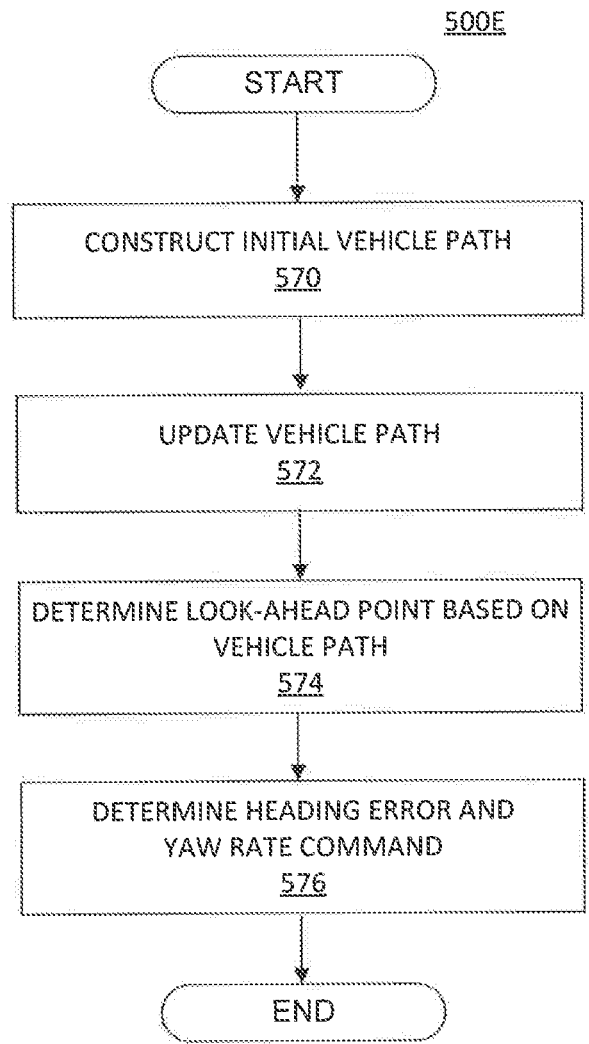 500E
START
CONSTRUCT INITIAL VEHICLE PATH
570
UPDATE VEHICLE PATH
572
DETERMINE LOOK-AHEAD POINT BASED ON
VEHICLE PATH
574
DETERMINE HEADING ERROR AND
YAW RATE COMMAND
576
END